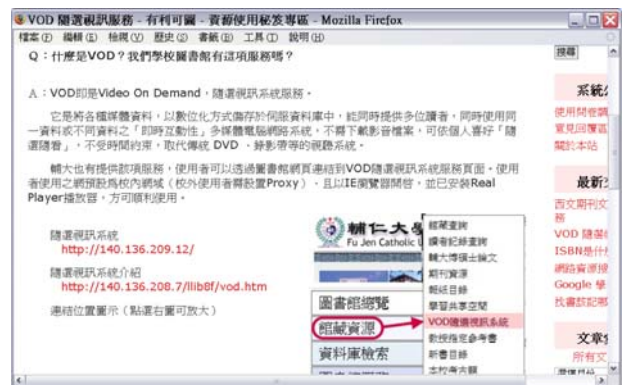 VOD 隨選視訊服務 - 有利可圖 - 資源使用秘笈專區 - Mozilla Firefox
檔案(F) 編輯(E) 檢視(V) 歷史(S) 書籤(B) 工具(T) 說明(H)
Q：什麼是VOD？我們學校圖書館有這項服務嗎？
搜尋
A：VOD即是Video On Demand，隨選視訊系統服務。
它是將各種媒體資料，以數位化方式儲存於伺服資料庫中，能同時提供多位讀者，同時使用同
一資料或不同資料之「即時互動性」多媒體電腦網路系統，不需下載影音檔案，可依個人喜好「隨
選隨看」，不受時間約束，取代傳統 DVD、錄影帶等的視聽系統。
輔大也有提供該項服務，使用者可以透過圖書館網頁連結到VOD隨選視訊系統服務頁面。使用
者使用之網頁預設為校內網域（校外使用者需設置Proxy）、且以IE瀏覽器開啓，並已安裝Real
Player播放器，方可順利使用。
隨選視訊系統
http://140.136.209.12/
隨選視訊系統介紹
http://140.136.208.7/llib8f/vod.htm
連結位置圖示（點選右圖可放大）
輔仁大
Fu Jen Catholic
圖書館總覽
館藏資源
資料庫檢索
館藏查詢
讀者記錄查詢
輔大博碩士論文
期刊資源
報紙目錄
學習共享空間
VOD隨選視訊系統
教授指定參考書
新書目錄
本校考古題
系統
使用問卷調
意見回覆區
關於本站
最新
西文期刊文
務
VOD 隨選
ISBN是什
網路資源搜
Google 學
找書該記哪
文章
所有文